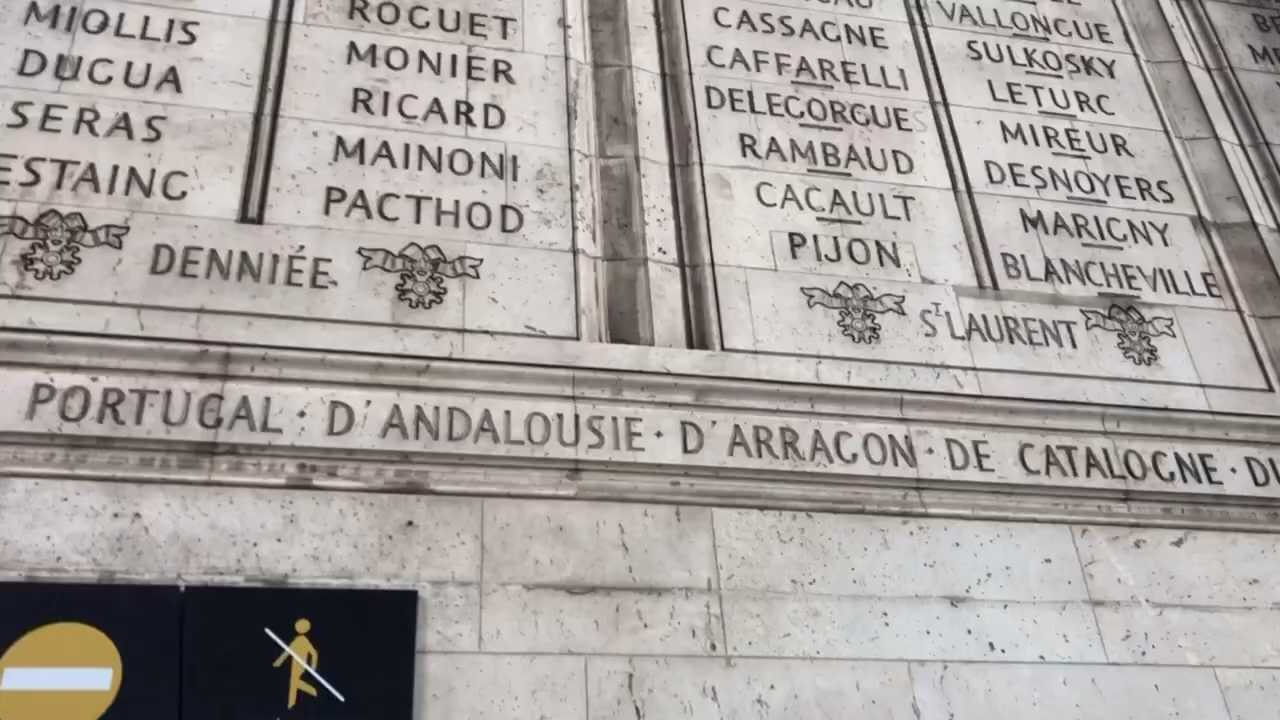 MIOLLIS
DUGUA
SERAS
ESTAING
ROGUET
MONIER
RICARD
MAINONI
PACTHOD
DENNIÉE
CASSAGNE
CAFFARELLI
DELEGORGUE
RAMBAUD
CACAULT
PIJON
VALLONGUE
SULKOSKY
LETURC
MIREUR
DESNOYERS
MARIGNY
BLANCHEVILLE
ST LAURENT
PORTUGAL · D'ANDALOUSIE · D'ARRAGON · DE CATALOGNE ·